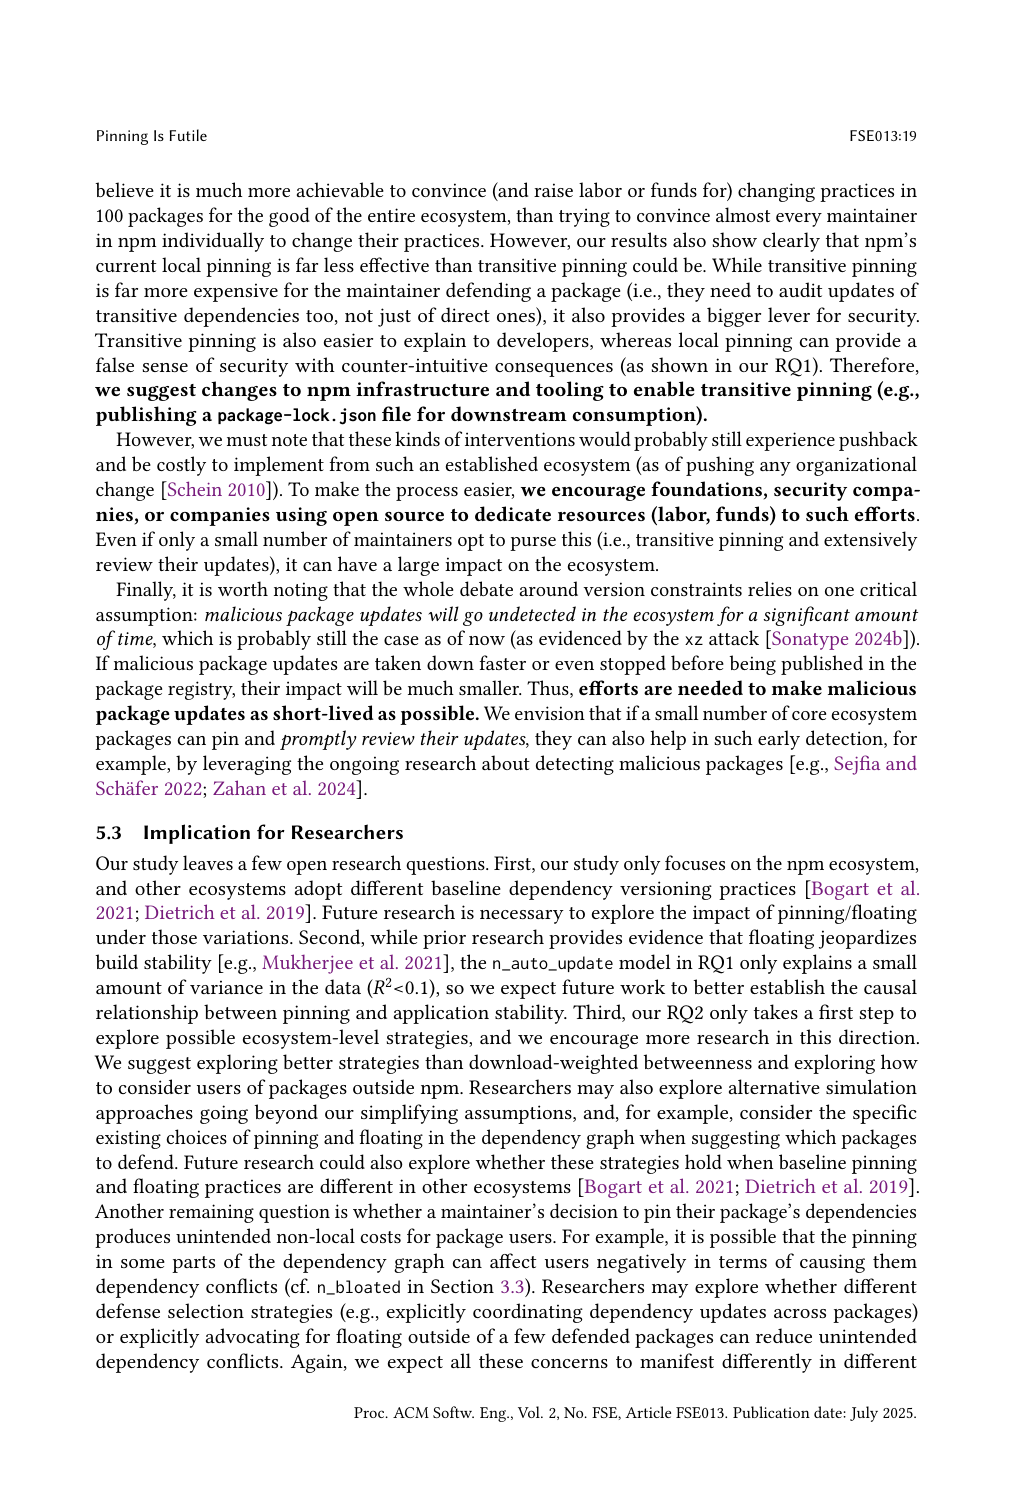 Pinning Is Futile FSE013:19
believe it is much more achievable to convince (and raise labor or funds for) changing practices in
100 packages for the good of the entire ecosystem, than trying to convince almost every maintainer
in npm individually to change their practices. However, our results also show clearly that npm's
current local pinning is far less effective than transitive pinning could be. While transitive pinning
is far more expensive for the maintainer defending a package (i.e., they need to audit updates of
transitive dependencies too, not just of direct ones), it also provides a bigger lever for security.
Transitive pinning is also easier to explain to developers, whereas local pinning can provide a
false sense of security with counter-intuitive consequences (as shown in our RQ1). Therefore,
we suggest changes to npm infrastructure and tooling to enable transitive pinning (e.g.,
publishing a package-lock.json file for downstream consumption).
However, we must note that these kinds of interventions would probably still experience pushback
and be costly to implement from such an established ecosystem (as of pushing any organizational
change [Schein 2010]). To make the process easier, we encourage foundations, security compa-
nies, or companies using open source to dedicate resources (labor, funds) to such efforts.
Even if only a small number of maintainers opt to purse this (i.e., transitive pinning and extensively
review their updates), it can have a large impact on the ecosystem.
Finally, it is worth noting that the whole debate around version constraints relies on one critical
assumption: malicious package updates will go undetected in the ecosystem for a significant amount
of time, which is probably still the case as of now (as evidenced by the xz attack [Sonatype 2024b]).
If malicious package updates are taken down faster or even stopped before being published in the
package registry, their impact will be much smaller. Thus, efforts are needed to make malicious
package updates as short-lived as possible. We envision that if a small number of core ecosystem
packages can pin and promptly review their updates, they can also help in such early detection, for
example, by leveraging the ongoing research about detecting malicious packages [e.g., Sejfia and
Schäfer 2022; Zahan et al. 2024].
5.3 Implication for Researchers
Our study leaves a few open research questions. First, our study only focuses on the npm ecosystem,
and other ecosystems adopt different baseline dependency versioning practices [Bogart et al.
2021; Dietrich et al. 2019]. Future research is necessary to explore the impact of pinning/floating
under those variations. Second, while prior research provides evidence that floating jeopardizes
build stability [e.g., Mukherjee et al. 2021], the n_auto_update model in RQ1 only explains a small
amount of variance in the data (R²<0.1), so we expect future work to better establish the causal
relationship between pinning and application stability. Third, our RQ2 only takes a first step to
explore possible ecosystem-level strategies, and we encourage more research in this direction.
We suggest exploring better strategies than download-weighted betweenness and exploring how
to consider users of packages outside npm. Researchers may also explore alternative simulation
approaches going beyond our simplifying assumptions, and, for example, consider the specific
existing choices of pinning and floating in the dependency graph when suggesting which packages
to defend. Future research could also explore whether these strategies hold when baseline pinning
and floating practices are different in other ecosystems [Bogart et al. 2021; Dietrich et al. 2019].
Another remaining question is whether a maintainer's decision to pin their package's dependencies
produces unintended non-local costs for package users. For example, it is possible that the pinning
in some parts of the dependency graph can affect users negatively in terms of causing them
dependency conflicts (cf. n_bloated in Section 3.3). Researchers may explore whether different
defense selection strategies (e.g., explicitly coordinating dependency updates across packages)
or explicitly advocating for floating outside of a few defended packages can reduce unintended
dependency conflicts. Again, we expect all these concerns to manifest differently in different
Proc. ACM Softw. Eng., Vol. 2, No. FSE, Article FSE013. Publication date: July 2025.